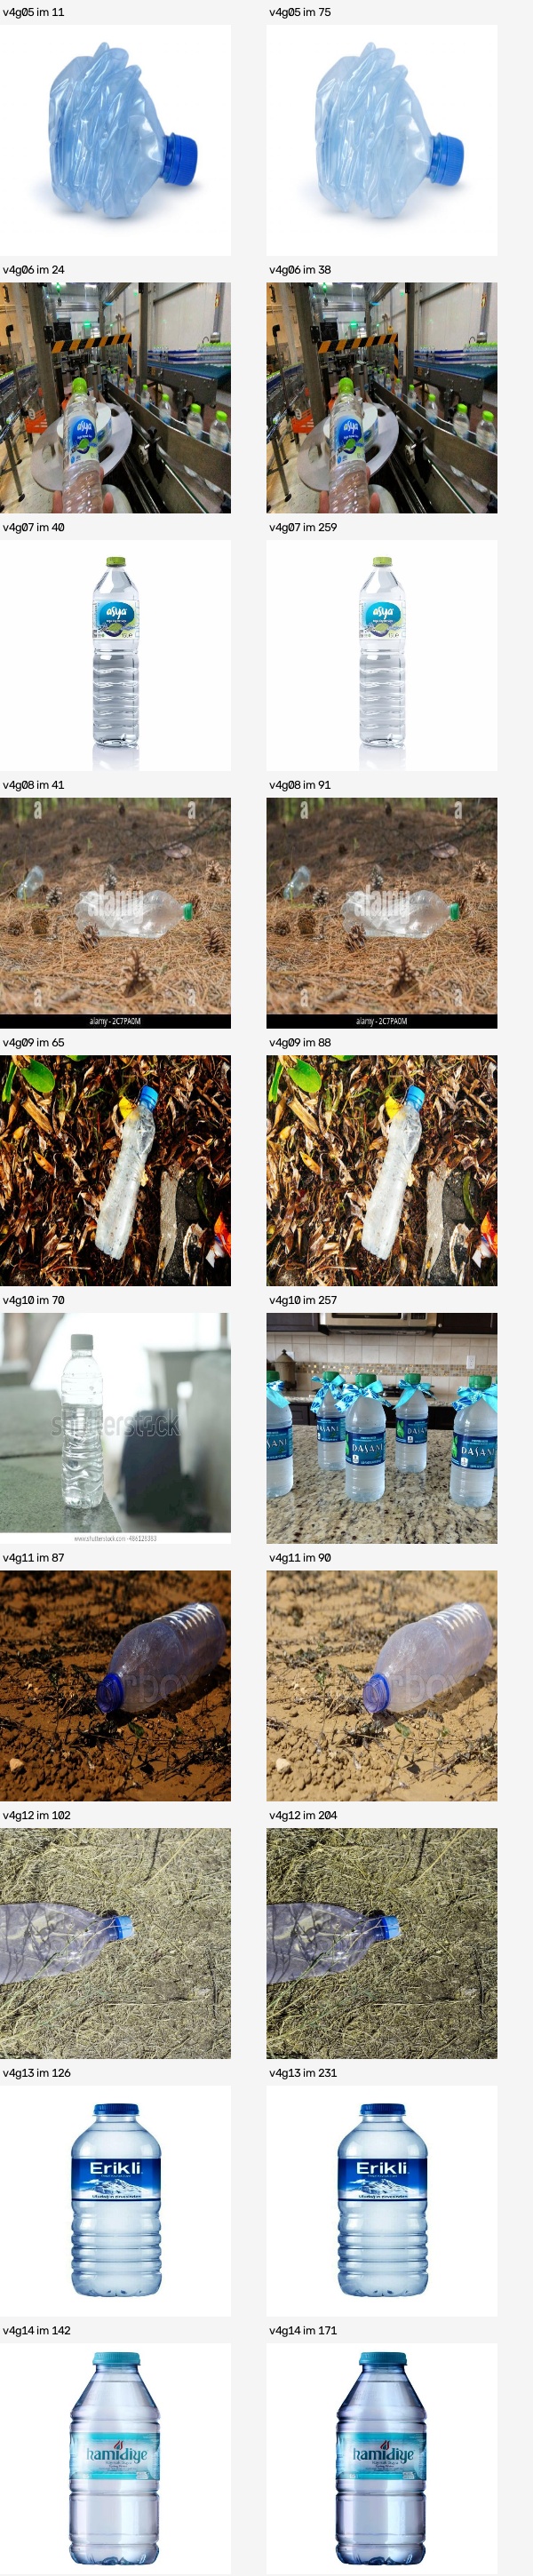 v4g05 im 11
v4g05 im 75
v4g06 im 24
v4g06 im 38
asya
asya
v4g07 im 40
v4g07 im 259
asya
asya
v4g08 im 41
v4g08 im 91
a a
a a
alamy
alamy
a a
a a
alamy - 2C7PA0M
alamy - 2C7PA0M
v4g09 im 65
v4g09 im 88
v4g10 im 70
v4g10 im 257
shutterstock
DASANI
DASANI
v4g11 im 87
v4g11 im 90
v4g12 im 102
v4g12 im 204
v4g13 im 126
v4g13 im 231
Erikli
Erikli
v4g14 im 142
v4g14 im 171
hamidiye
hamidiye